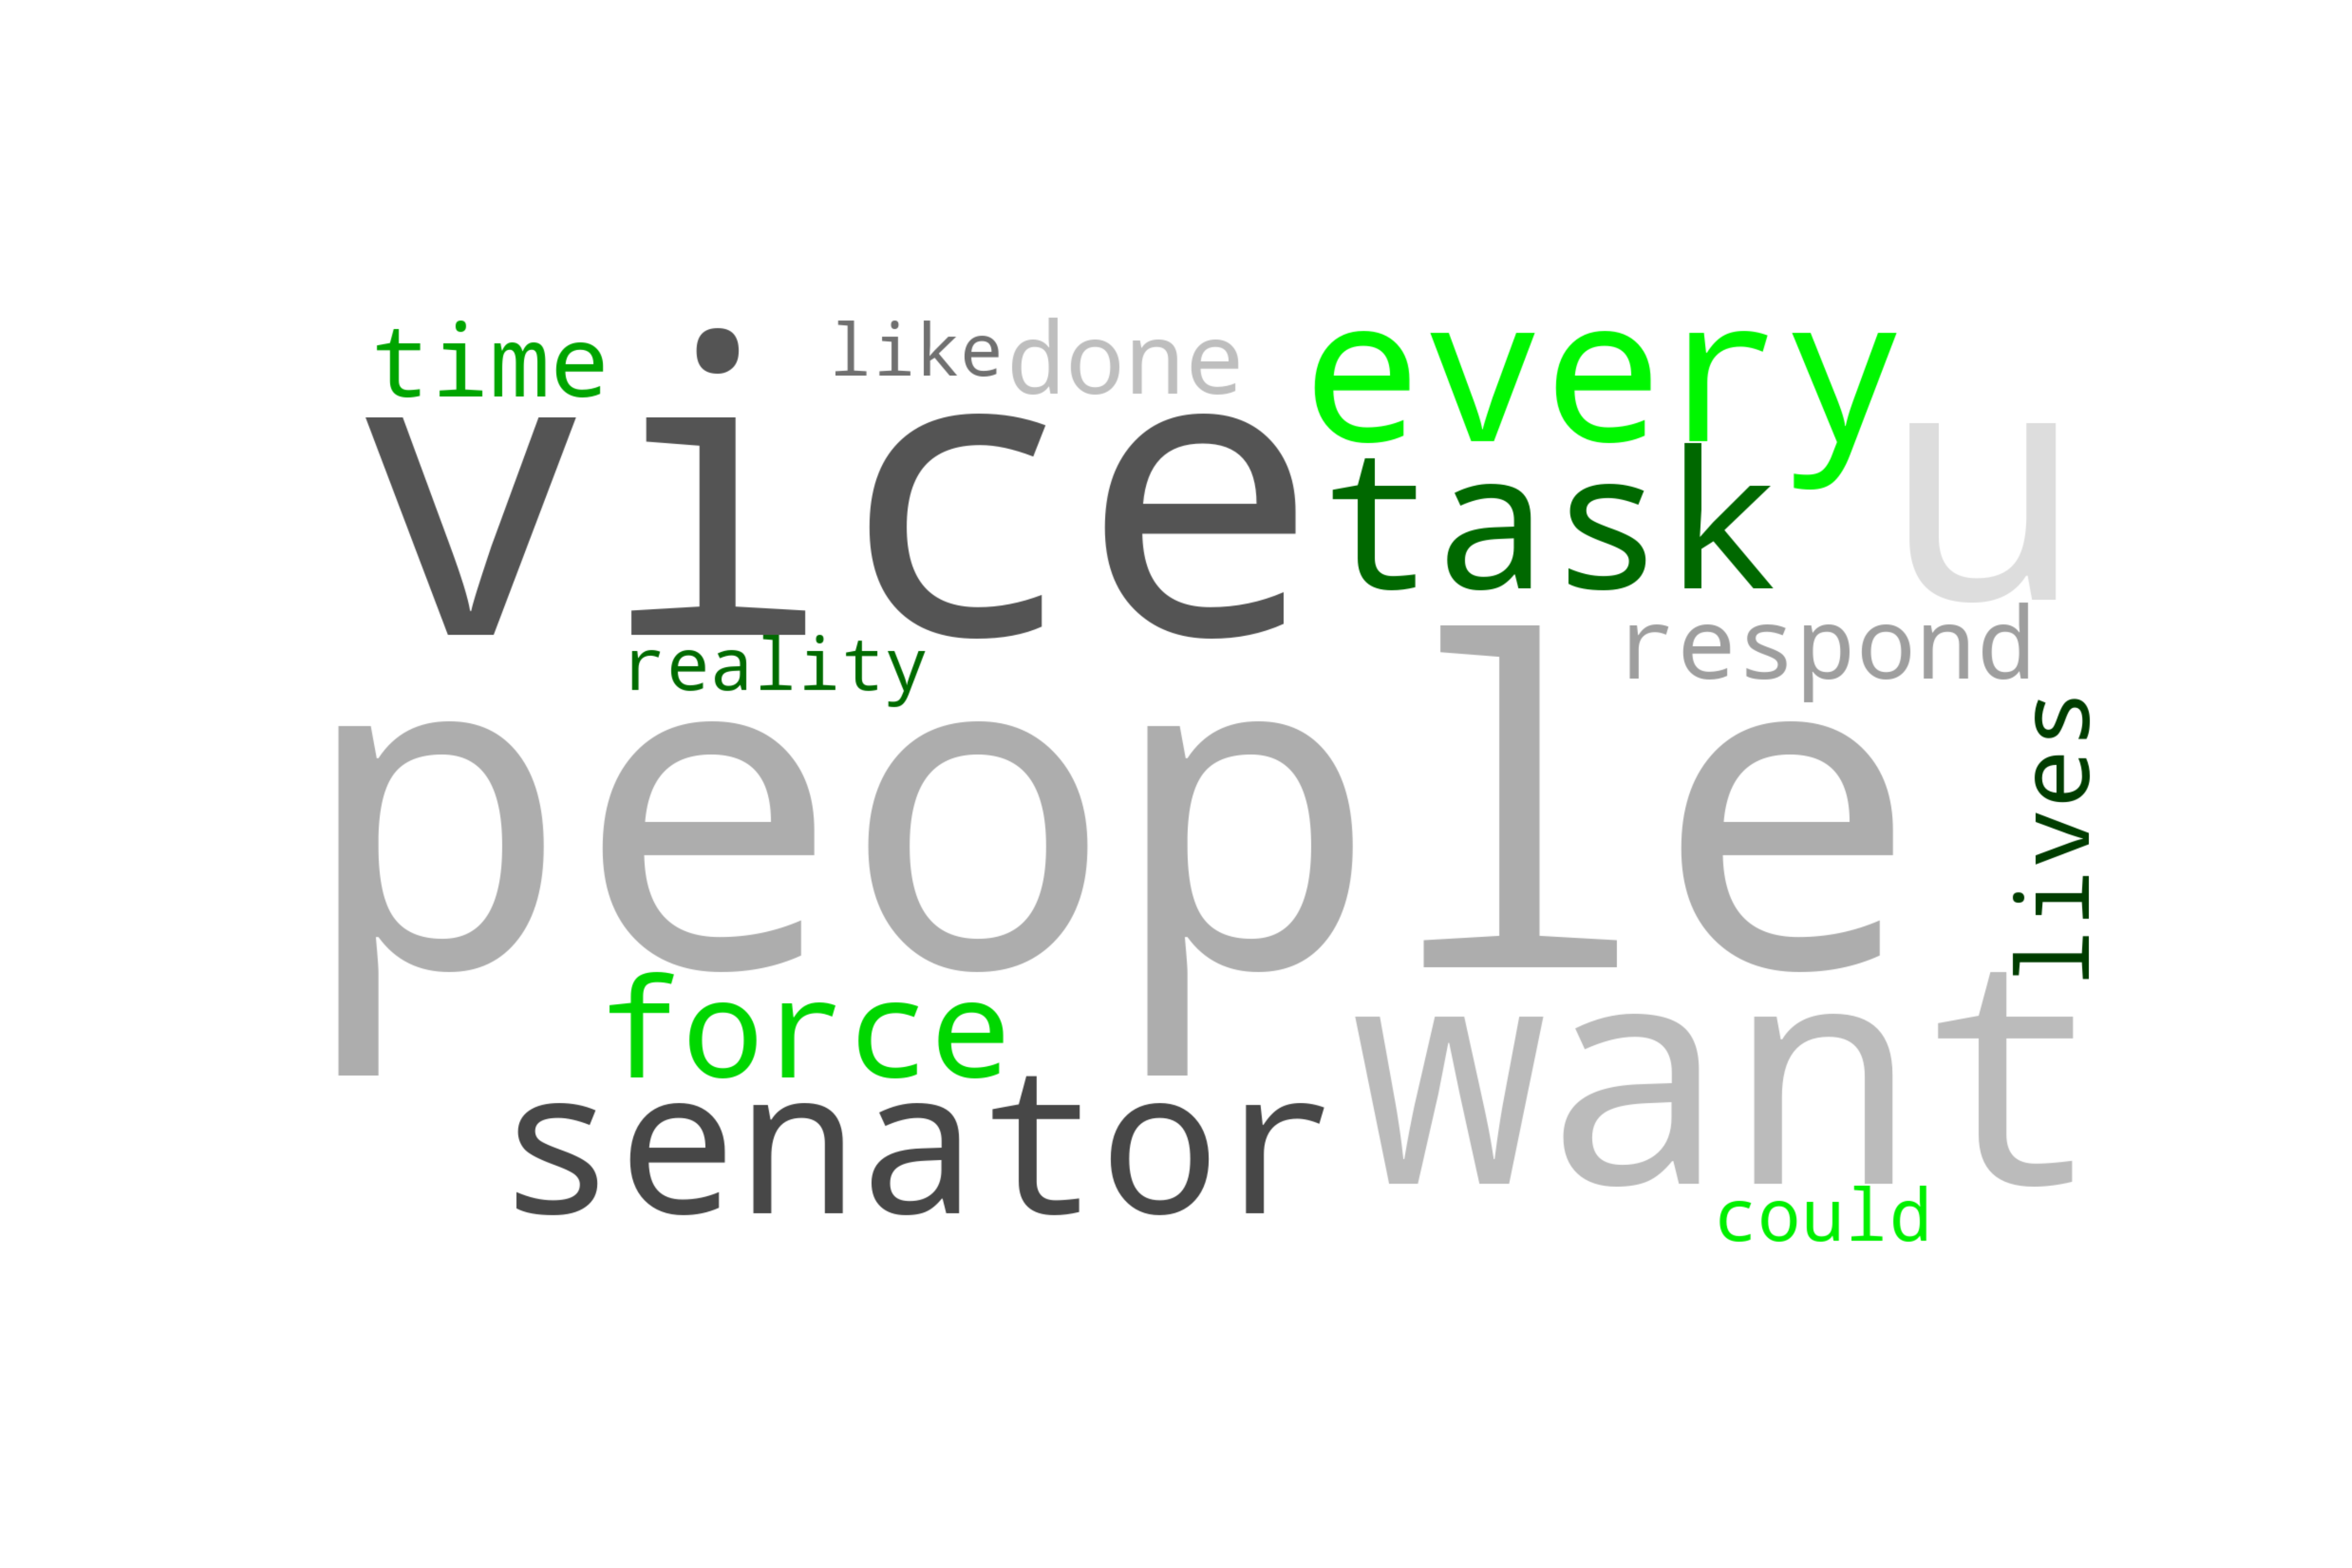 time
like
done
every
vice
task
u
reality
respond
people
lives
force
want
senator
could